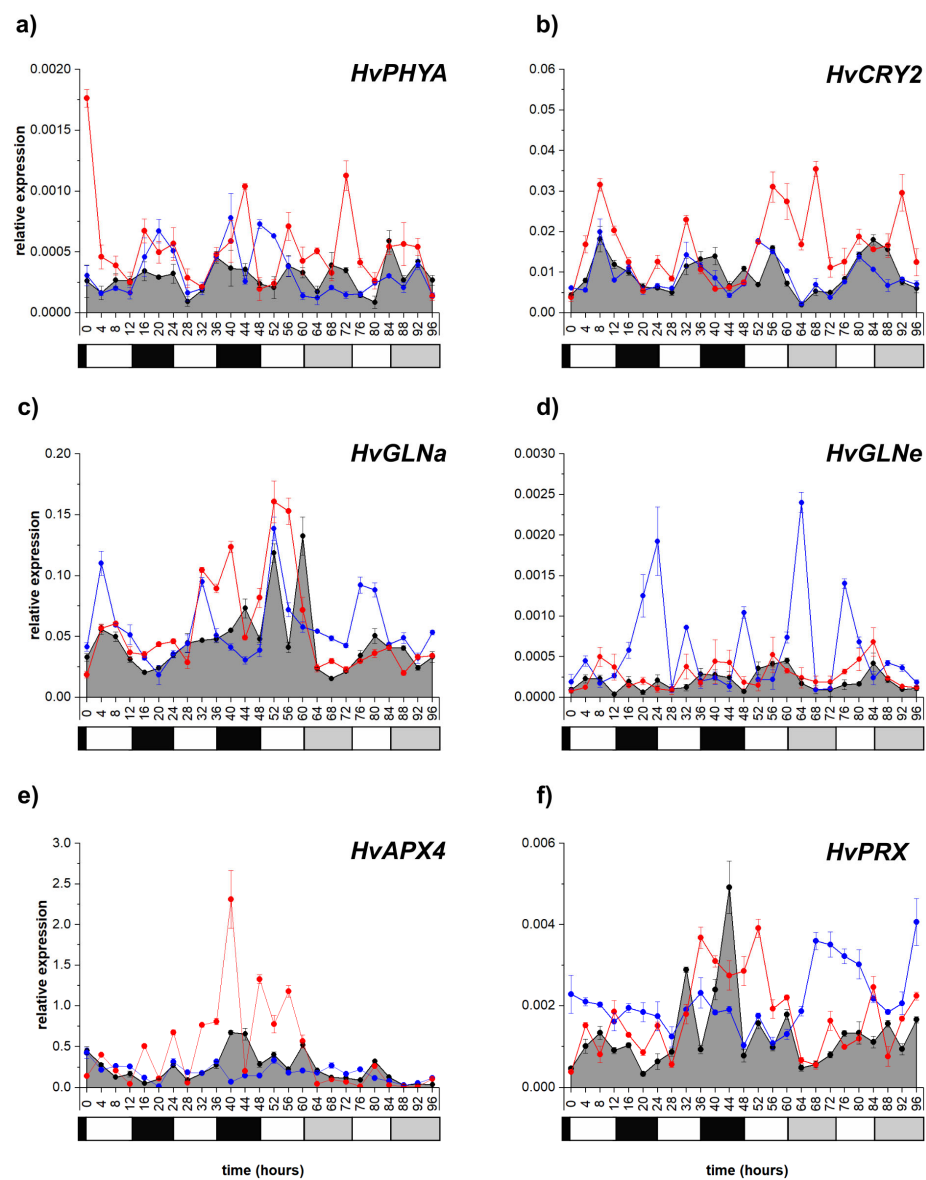 a)
HvPHYA
relative expression
0.0020
0.0015
0.0010
0.0005
0.0000
0 4 8 12 16 20 24 28 32 36 40 44 48 52 56 60 64 68 72 76 80 84 88 92 96
b)
HvCRY2
0.06
0.05
0.04
0.03
0.02
0.01
0.00
0 4 8 12 16 20 24 28 32 36 40 44 48 52 56 60 64 68 72 76 80 84 88 92 96
c)
HvGLNa
relative expression
0.20
0.15
0.10
0.05
0.00
0 4 8 12 16 20 24 28 32 36 40 44 48 52 56 60 64 68 72 76 80 84 88 92 96
d)
HvGLNe
0.0030
0.0025
0.0020
0.0015
0.0010
0.0005
0.0000
0 4 8 12 16 20 24 28 32 36 40 44 48 52 56 60 64 68 72 76 80 84 88 92 96
e)
HvAPX4
relative expression
3.0
2.5
2.0
1.5
1.0
0.5
0.0
0 4 8 12 16 20 24 28 32 36 40 44 48 52 56 60 64 68 72 76 80 84 88 92 96
time (hours)
f)
HvPRX
0.006
0.004
0.002
0.000
0 4 8 12 16 20 24 28 32 36 40 44 48 52 56 60 64 68 72 76 80 84 88 92 96
time (hours)